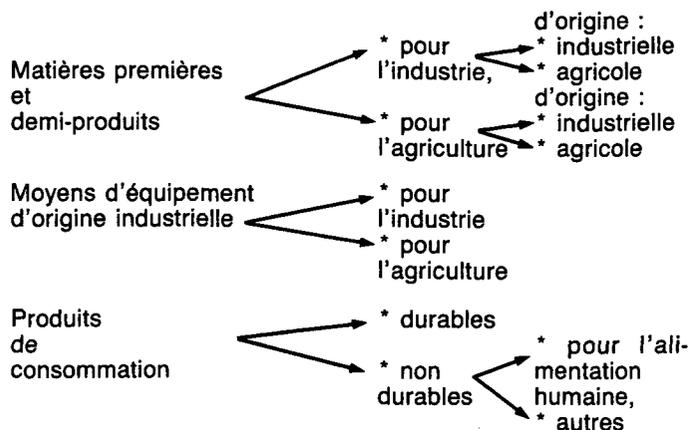 Matières premières
et
demi-produits
* pour
l'industrie,
d'origine :
* industrielle
* agricole
* pour
l'agriculture
d'origine :
* industrielle
* agricole
Moyens d'équipement
d'origine industrielle
* pour
l'industrie
* pour
l'agriculture
Produits
de
consommation
* durables
* non
durables
* pour l'ali-
mentation
humaine,
* autres